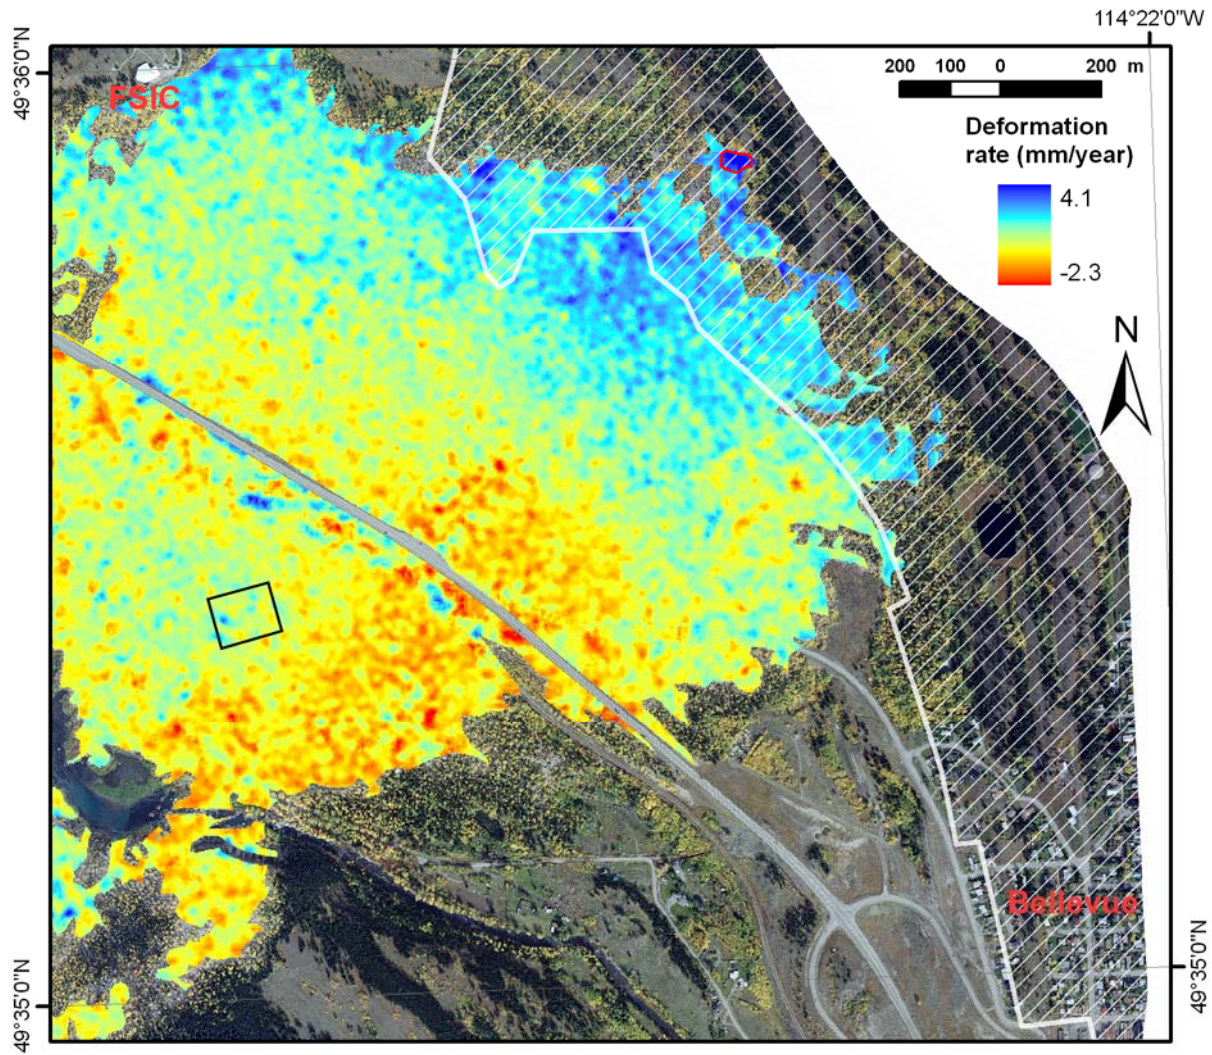 114°22'0"W
49°36'0"N
FSIC
200 100 0 200 m
Deformation
rate (mm/year)
4.1
-2.3
N
Bellevue
49°35'0"N
49°35'0"N